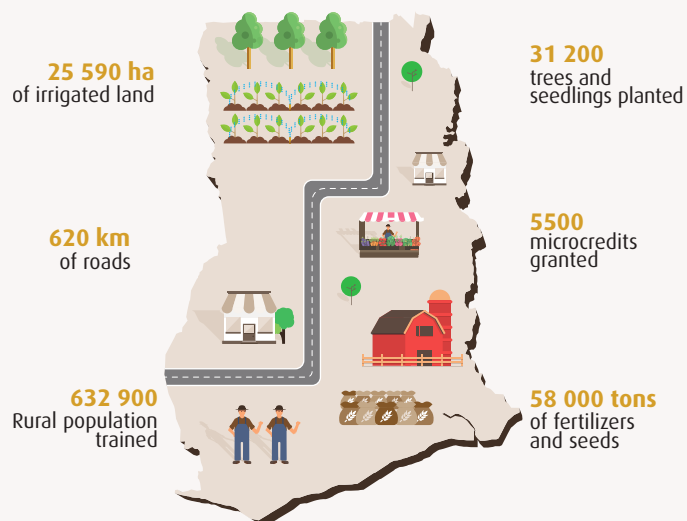 25 590 ha
of irrigated land
31 200
trees and
seedlings planted
620 km
of roads
5500
microcredits
granted
632 900
Rural population
trained
58 000 tons
of fertilizers
and seeds